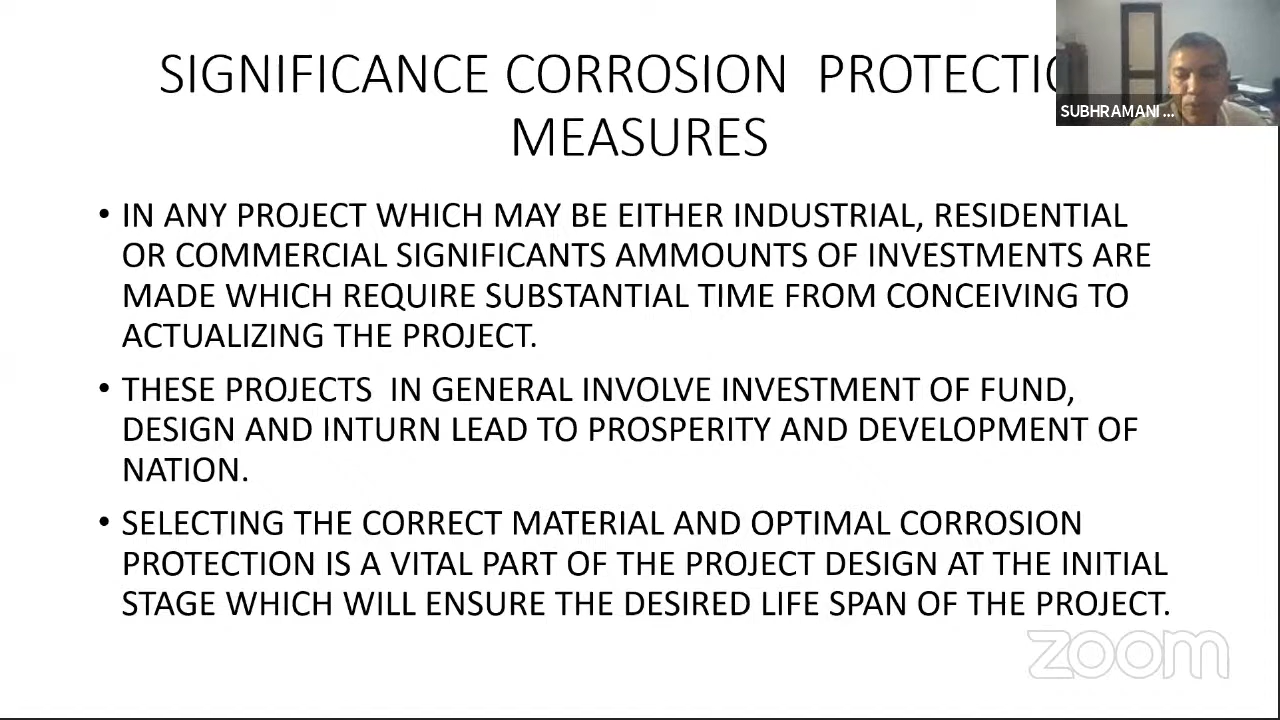 SIGNIFICANCE CORROSION PROTECTIO
MEASURES
SUBHRAMANI ...
• IN ANY PROJECT WHICH MAY BE EITHER INDUSTRIAL, RESIDENTIAL
OR COMMERCIAL SIGNIFICANTS AMMOUNTS OF INVESTMENTS ARE
MADE WHICH REQUIRE SUBSTANTIAL TIME FROM CONCEIVING TO
ACTUALIZING THE PROJECT.
• THESE PROJECTS IN GENERAL INVOLVE INVESTMENT OF FUND,
DESIGN AND INTURN LEAD TO PROSPERITY AND DEVELOPMENT OF
NATION.
• SELECTING THE CORRECT MATERIAL AND OPTIMAL CORROSION
PROTECTION IS A VITAL PART OF THE PROJECT DESIGN AT THE INITIAL
STAGE WHICH WILL ENSURE THE DESIRED LIFE SPAN OF THE PROJECT.
zoom